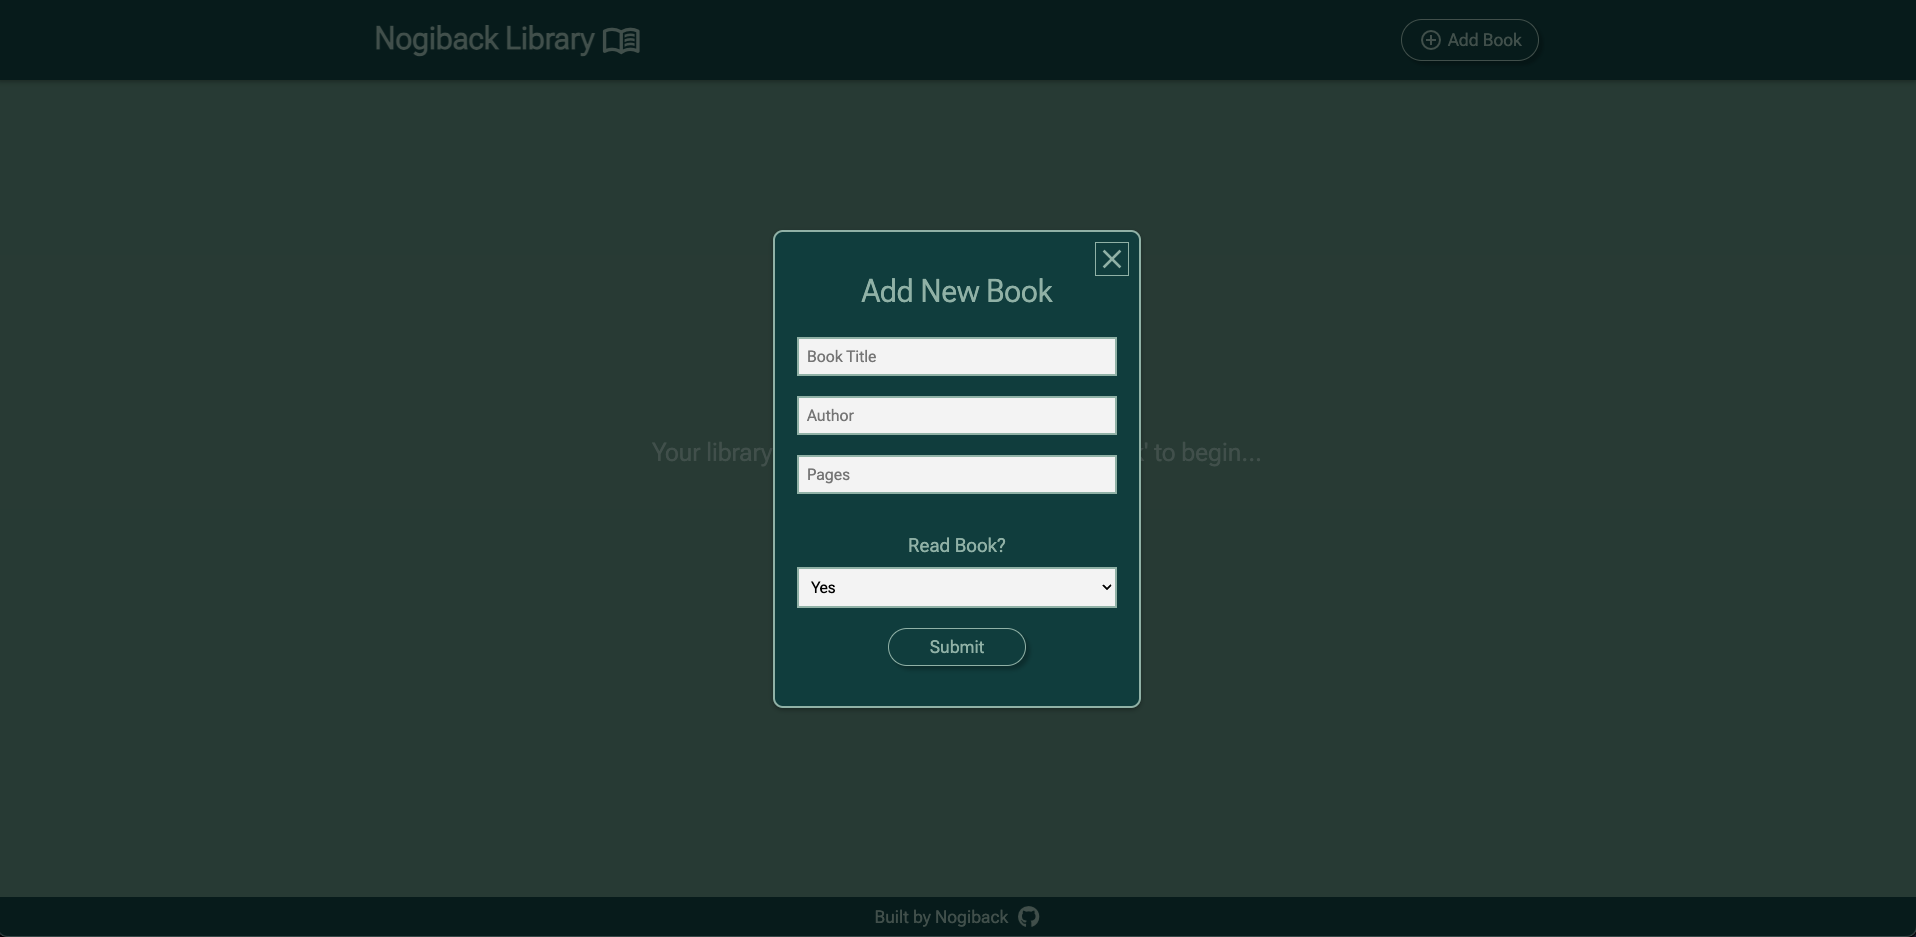 Nogiback Library
Add Book
Add New Book
Book Title
Author
Your library
' to begin...
Pages
Read Book?
Yes
Submit
Built by Nogiback